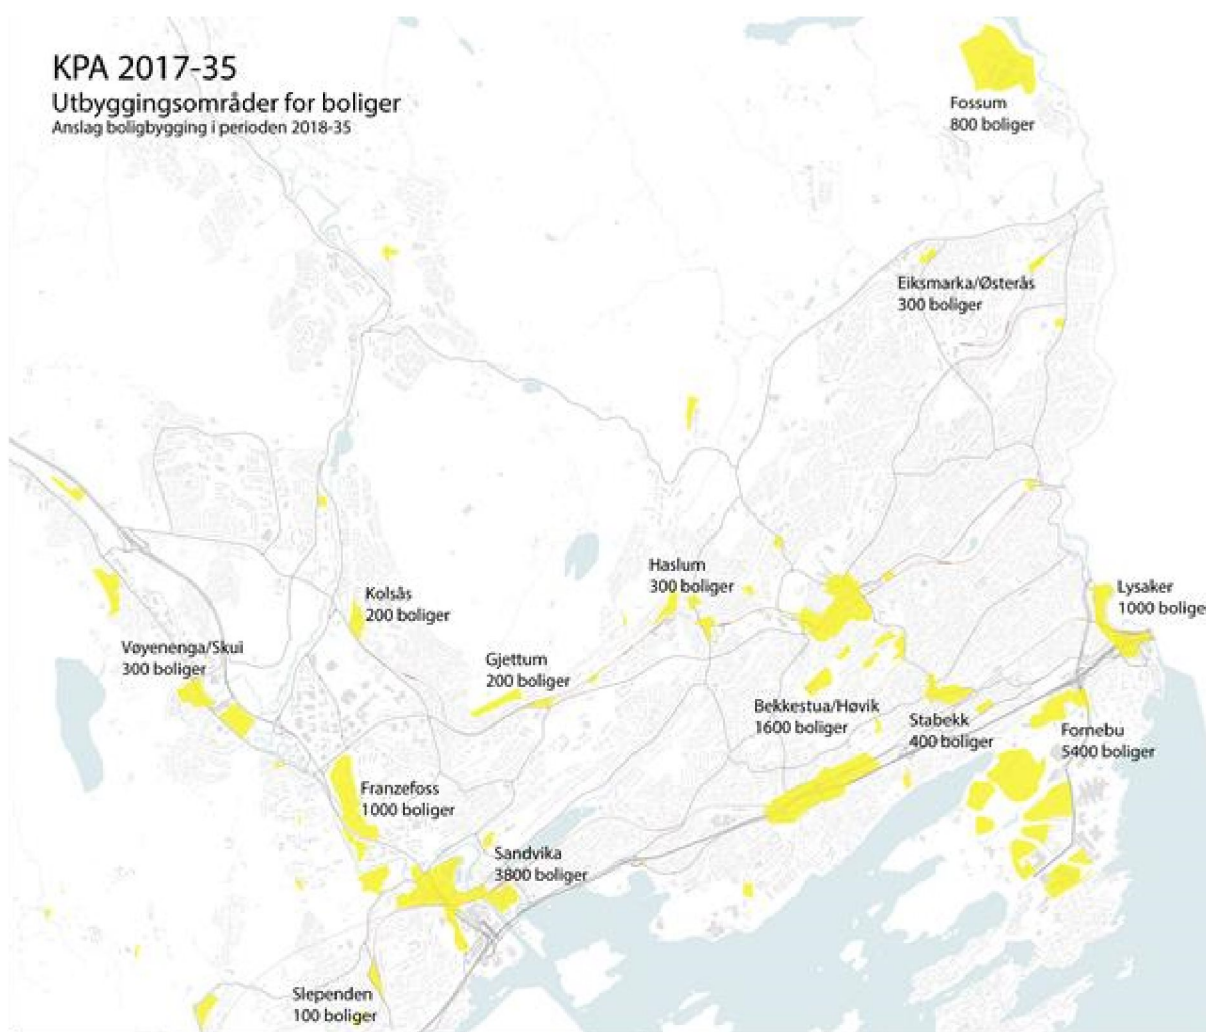 KPA 2017-35
Utbyggingsområder for boliger
Anslag boligbygging i perioden 2018-35
Fossum
800 boliger
Eiksmarka/Østerås
300 boliger
Haslum
300 boliger
Kolsås
200 boliger
Lysaker
1000 bolige
Vøyenenga/Skui
300 boliger
Gjettum
200 boliger
Bekkestua/Høvik
1600 boliger
Stabekk
400 boliger
Fornebu
5400 boliger
Franzefoss
1000 boliger
Sandvika
3800 boliger
Slependen
100 boliger